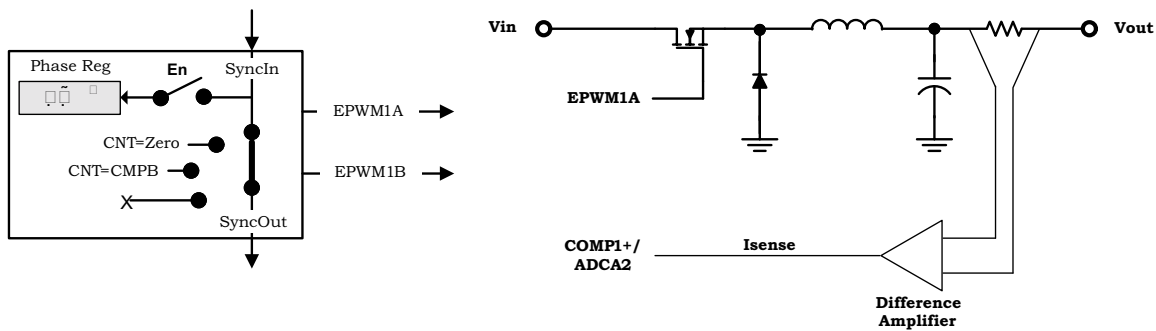 Phase Reg
En
SyncIn
EPWM1A
CNT=Zero
CNT=CMPB
EPWM1B
X
SyncOut
Vin
Vout
EPWM1A
COMP1+/
ADCA2
Isense
Difference
Amplifier